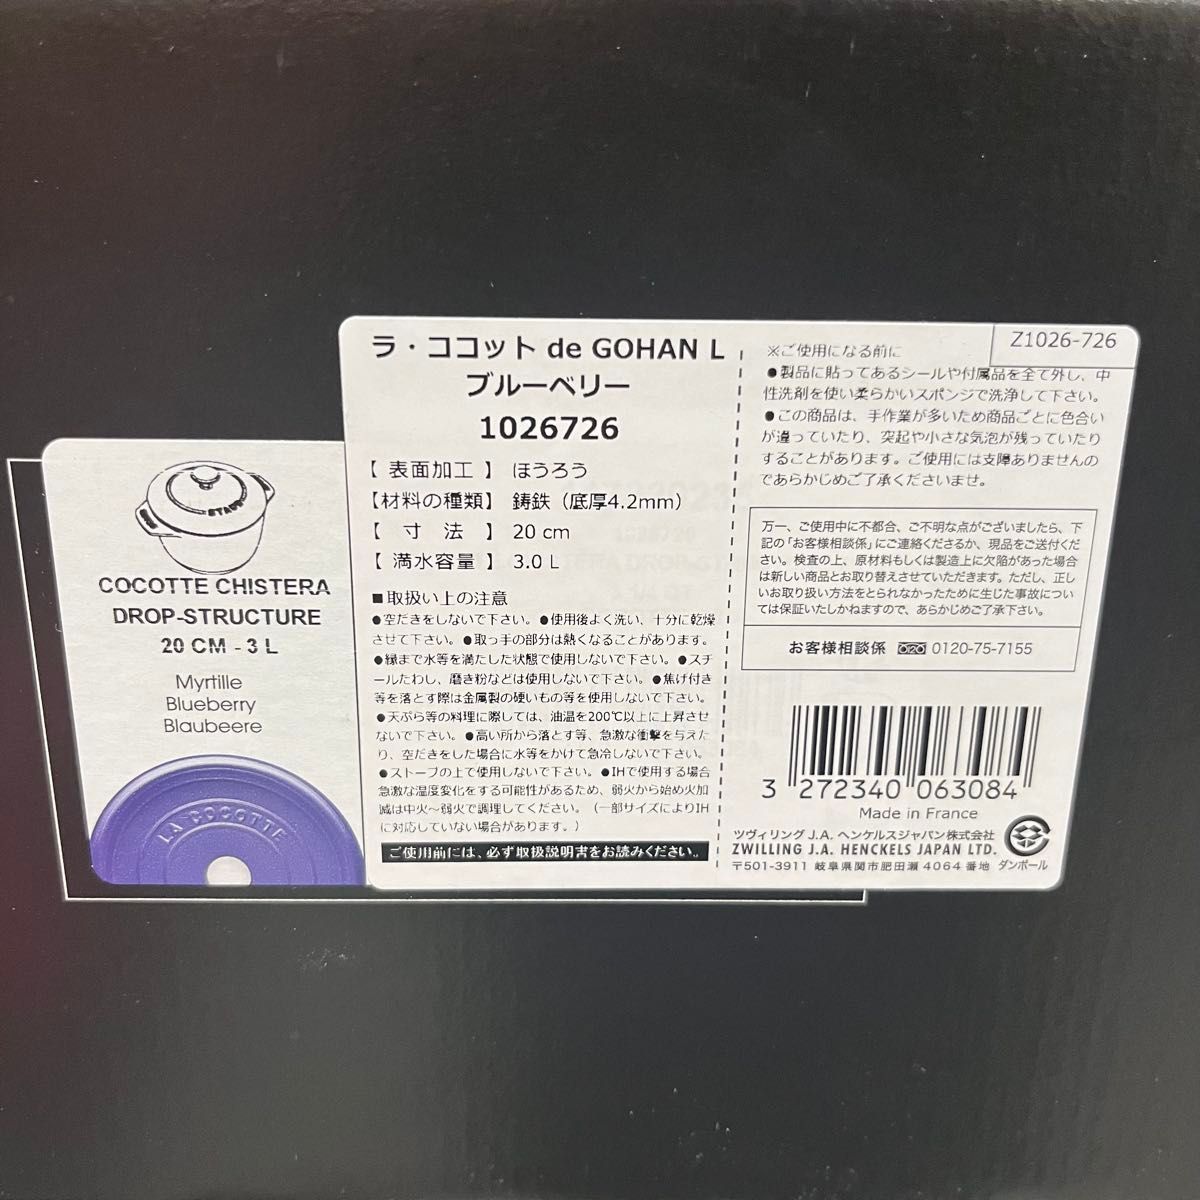 STAUB
COCOTTE CHISTERA
DROP-STRUCTURE
20 CM - 3 L
Myrtille
Blueberry
Blaubeere
LA COCOTTE
ラ・ココット de GOHAN L
ブルーベリー
1026726
【 表面加工 】 ほうろう
【材料の種類】 鋳鉄（底厚4.2mm）
【 寸 法 】 20 cm
【 満水容量 】 3.0 L
■取扱い上の注意
●空だきをしないで下さい。●使用後よく洗い、十分に乾燥
させて下さい。●取っ手の部分は熱くなることがあります。
●縁まで水等を満たした状態で使用しないで下さい。●スチ
ールたわし、磨き粉などは使用しないで下さい。●焦げ付き
等を落とす際は金属製の硬いもの等を使用しないで下さい。
●天ぷら等の料理に際しては、油温を200℃以上に上昇させ
ないで下さい。●高い所から落とす等、急激な衝撃を与えた
り、空だきをした場合に水等をかけて急冷しないで下さい。
●ストーブの上で使用しないで下さい。●IHで使用する場合
急激な温度変化をする可能性があるため、弱火から始め火加
減は中火～弱火で調理してください。（一部サイズによりIH
に対応していない場合があります。）
ご使用前には、必ず取扱説明書をお読みください。
Z1026-726
※ご使用になる前に
●製品に貼ってあるシールや付属品を全て外し、中
性洗剤を使い柔らかいスポンジで洗浄して下さい。
●この商品は、手作業が多いため商品ごとに色合い
が違っていたり、突起や小さな気泡が残っていたり
することがあります。ご使用には支障ありませんの
であらかじめご了承くださいませ。
万一、ご使用中に不都合、ご不明な点がございましたら、下
記の「お客様相談係」にご連絡くださるか、現品をご送付くだ
さい。検査の上、原材料もしくは製造上に欠陥があった場合
は新しい商品とお取り替えさせていただきます。ただし、正し
いお取り扱い方法をとられなかったために生じた事故につい
ては保証いたしかねますので、あらかじめご了承下さい。
お客様相談係 0120-75-7155
3 272340 063084
Made in France
ツヴィリング J.A. ヘンケルスジャパン株式会社
ZWILLING J.A. HENCKELS JAPAN LTD.
〒501-3911 岐阜県関市肥田瀬 4064 番地
ダンボール